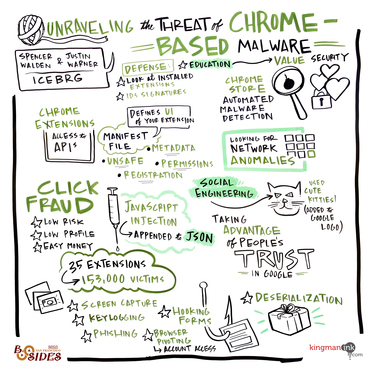 UNRAVELING the THREAT of CHROME-
BASED MALWARE
SPENCER & JUSTIN
WALDEN WARNER
ICEBRG
DEFENSE:
EDUCATION
LOOK at INSTALLED
EXTENSIONS
IDS SIGNATURES
VALUE SECURITY
CHROME
STORE
AUTOMATED
MALWARE
DETECTION
CHROME
EXTENSIONS
ACCESS to
APIs
DEFINES UI
of YOUR EXTENSION
MANIFEST
FILE
• METADATA
• UNSAFE
• PERMISSIONS
• REGISTRATION
LOOKING FOR
NETWORK
ANOMALIES
CLICK
FRAUD
LOW RISK
LOW PROFILE
EASY MONEY
JAVASCRIPT
INJECTION
APPENDED to JSON
SOCIAL
ENGINEERING
USED
CUTE
KITTIES!
(ADDED a
GOOGLE
LOGO)
TAKING
ADVANTAGE
OF PEOPLE'S
TRUST
IN GOOGLE
35 EXTENSIONS
153,000 VICTIMS
SCREEN CAPTURE
KEYLOGGING
PHISHING
HOOKING
FORMS
BROWSER
PIVOTING
ACCOUNT ACCESS
DESERIALIZATION
BSIDES
kingmanink
.com